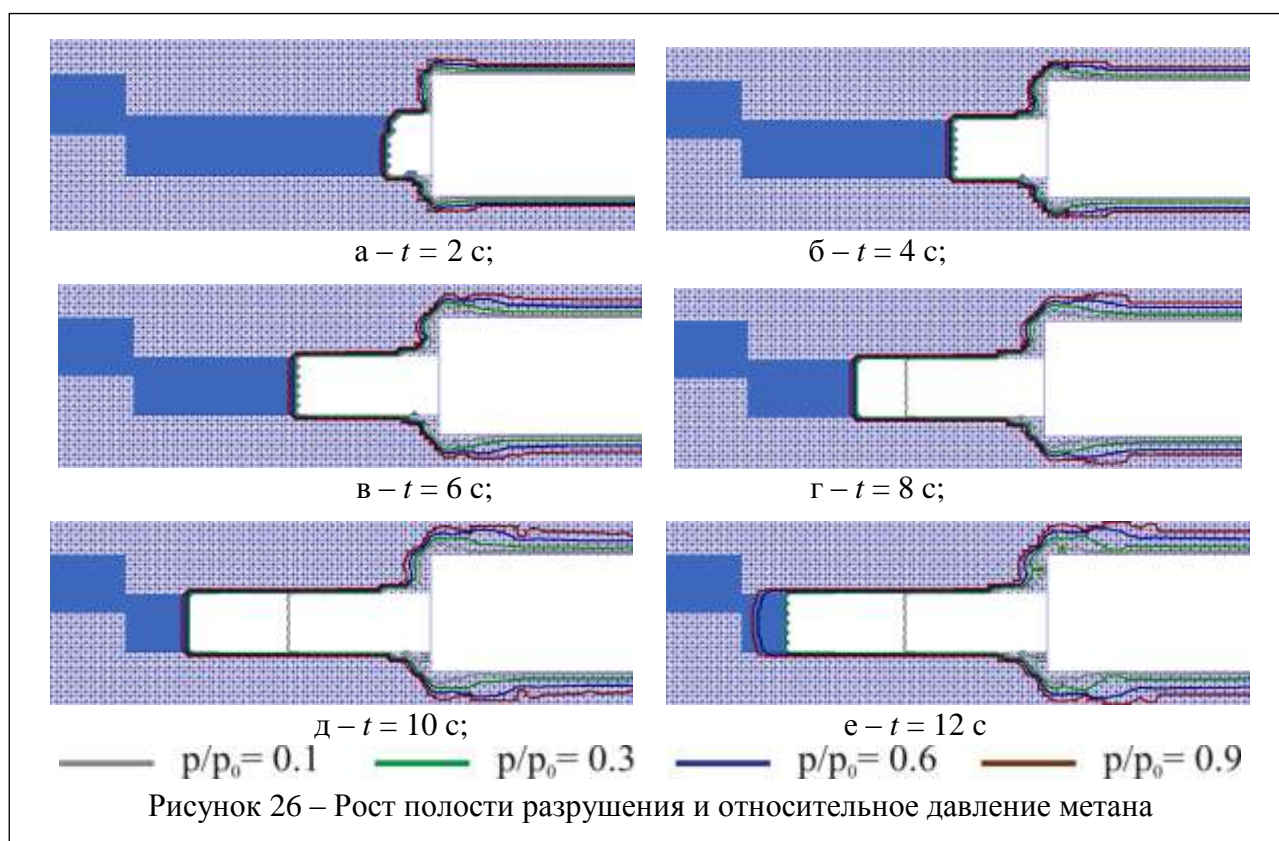 а – t = 2 с;
б – t = 4 с;
в – t = 6 с;
г – t = 8 с;
д – t = 10 с;
е – t = 12 с
p/p₀= 0.1 p/p₀= 0.3 p/p₀= 0.6 p/p₀= 0.9
Рисунок 26 – Рост полости разрушения и относительное давление метана